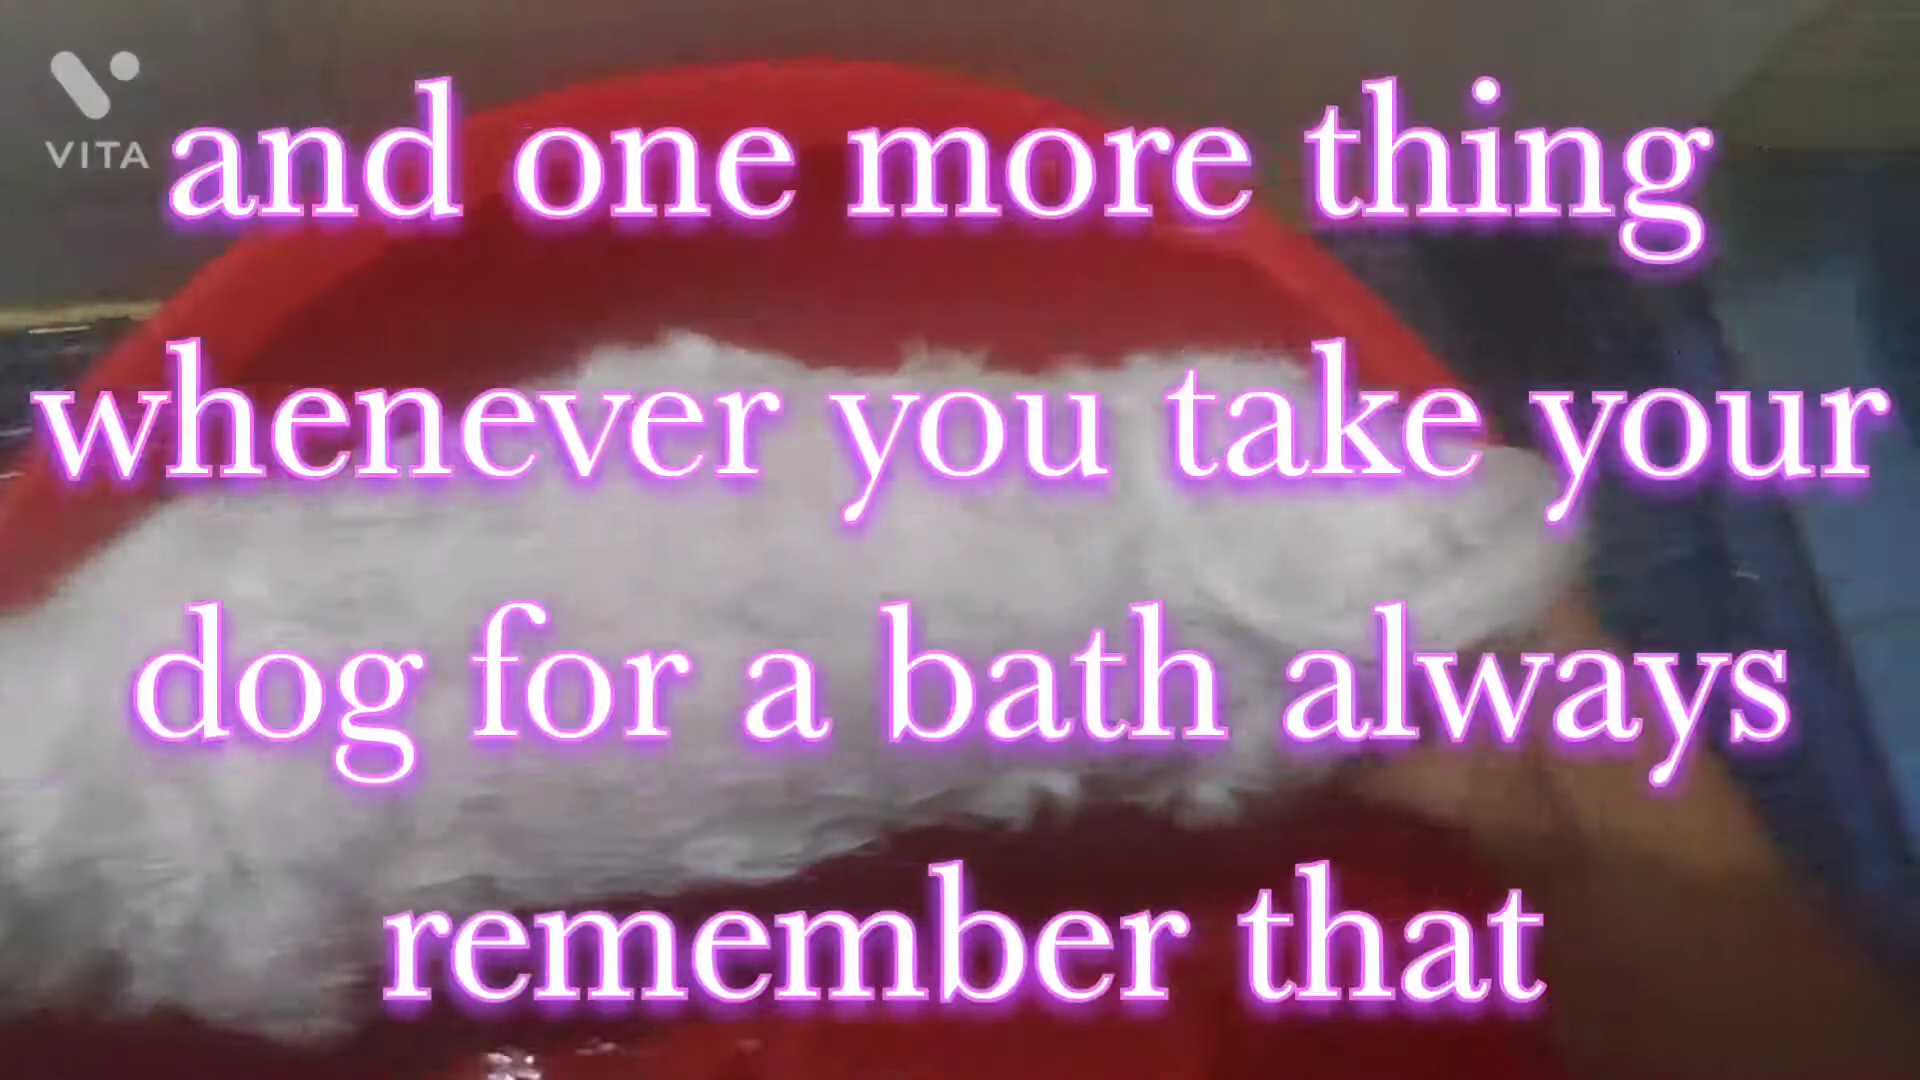 VITA
and one more thing
whenever you take your
dog for a bath always
remember that